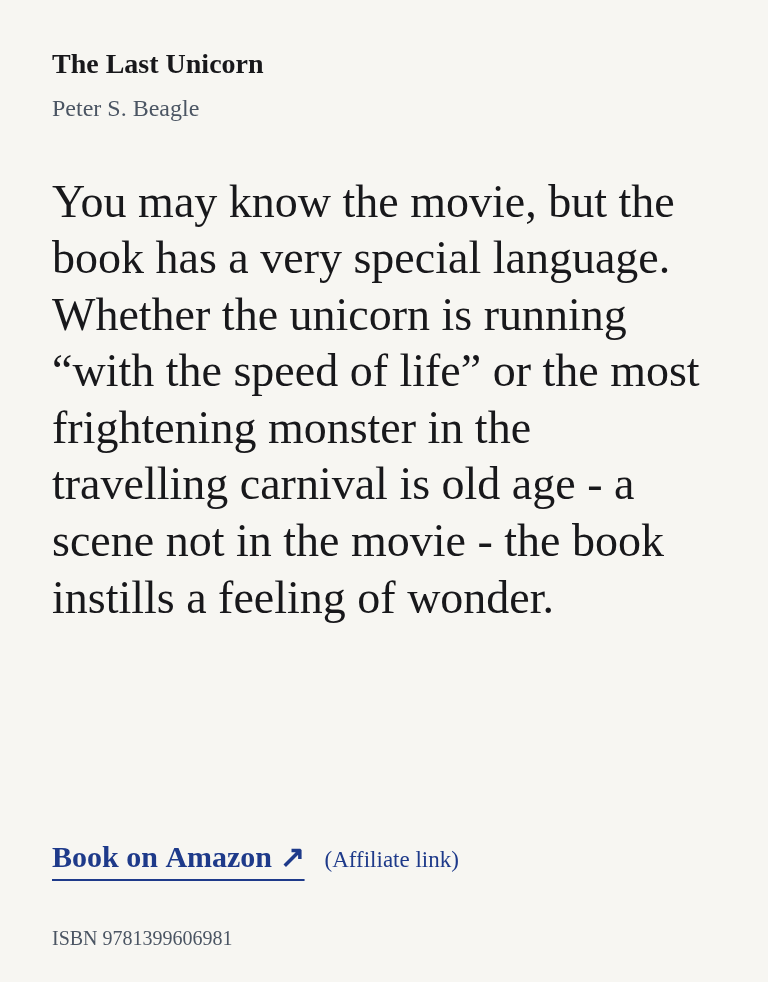 The Last Unicorn
Peter S. Beagle
You may know the movie, but the
book has a very special language.
Whether the unicorn is running
“with the speed of life” or the most
frightening monster in the
travelling carnival is old age - a
scene not in the movie - the book
instills a feeling of wonder.
Book on Amazon ↗ (Affiliate link)
ISBN 9781399606981